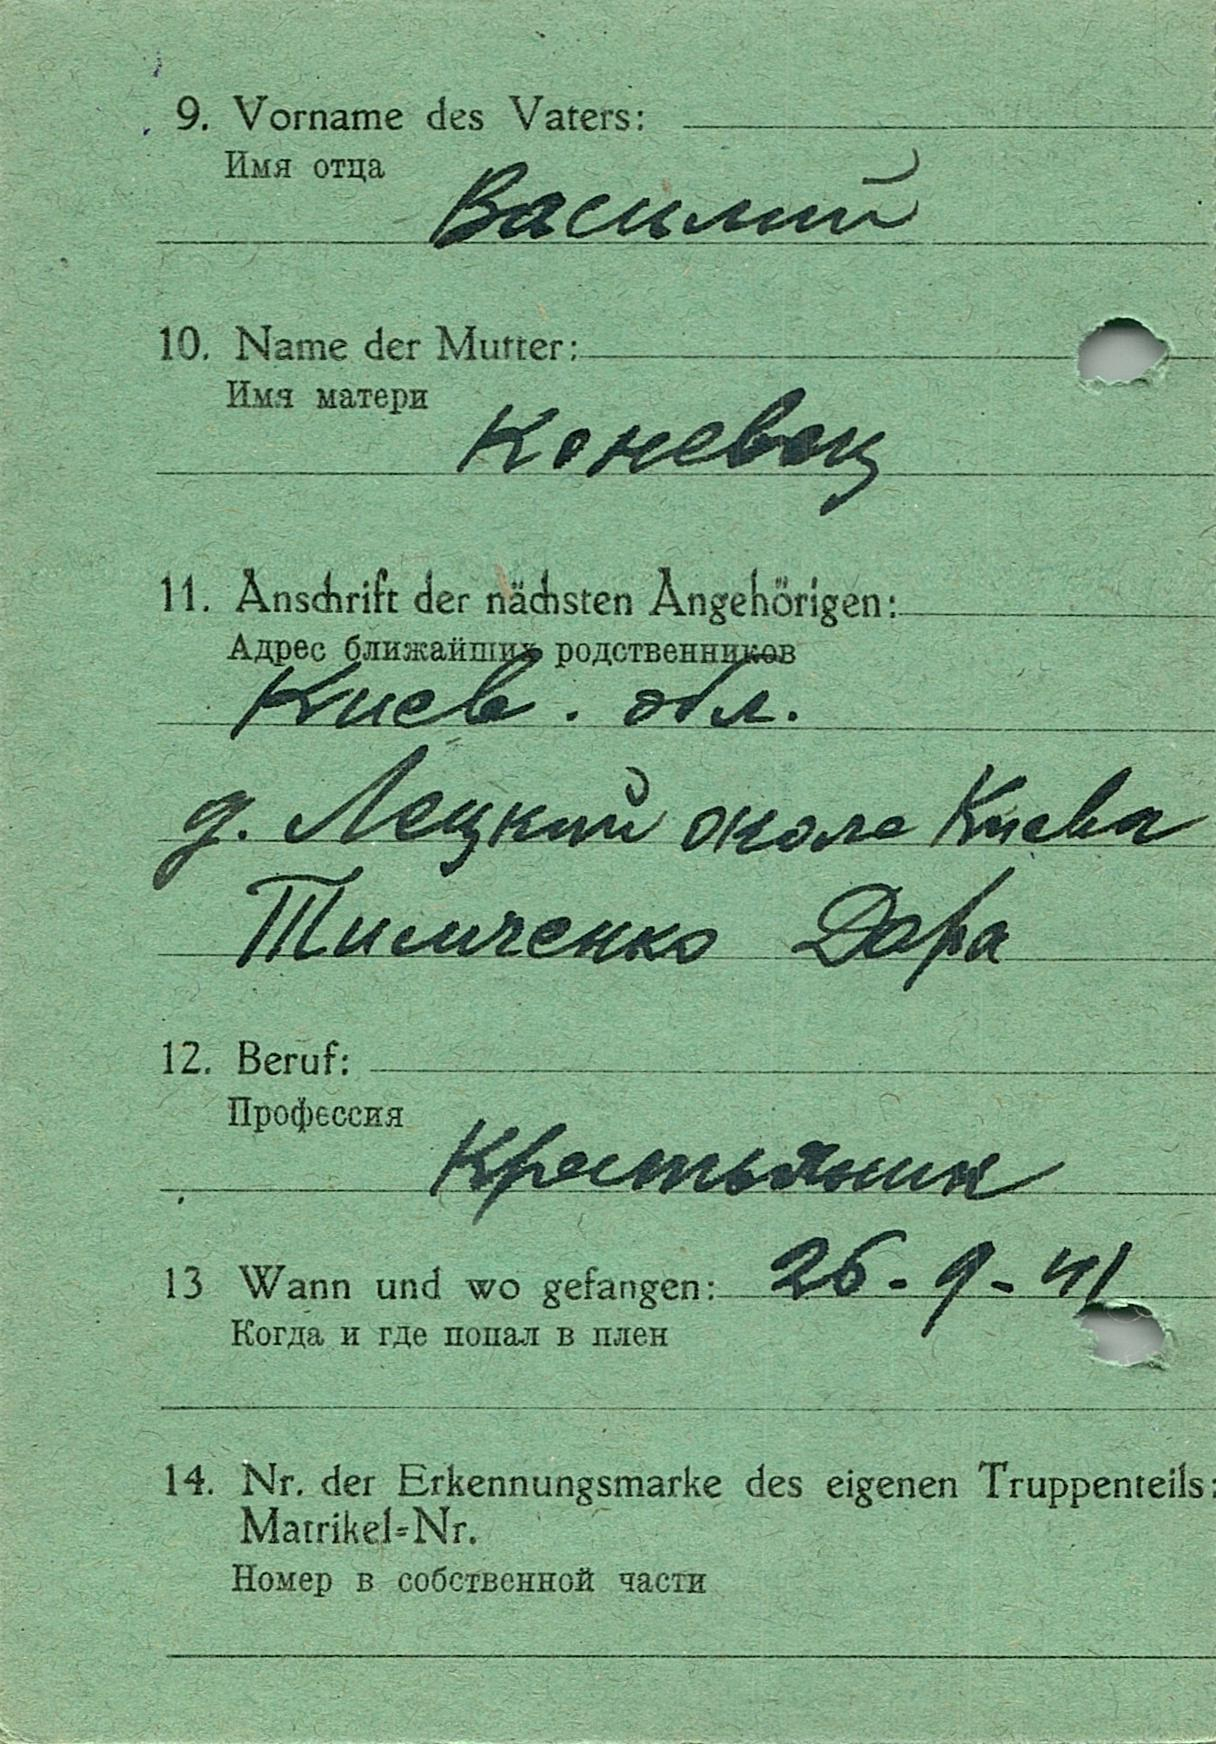 9. Vorname des Vaters:
Имя отца
Василий
10. Name der Mutter:
Имя матери
Коневец
11. Anschrift der nächsten Angehörigen:
Адрес ближайших родственников
Киев. обл.
д. Лецкий около Киева
Тимченко Дора
12. Beruf:
Профессия
Крестьянин
13 Wann und wo gefangen: 26-9-41
Когда и где попал в плен
14. Nr. der Erkennungsmarke des eigenen Truppenteils:
Matrikel=Nr.
Номер в собственной части